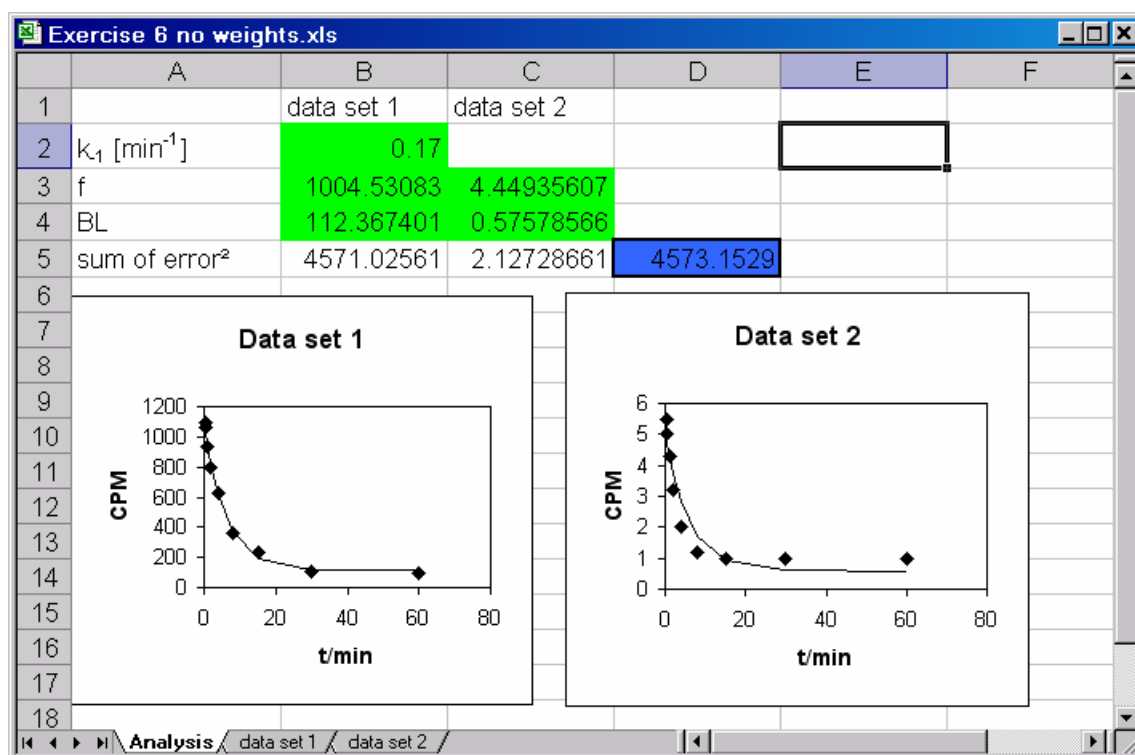 Exercise 6 no weights.xls
A B C D E F
1 data set 1 data set 2
2 k-1 [min-1] 0.17
3 f 1004.53083 4.44935607
4 BL 112.367401 0.57578566
5 sum of error² 4571.02561 2.12728661 4573.1529
6
7
8
9
10
11
12
13
14
15
16
17
18
Data set 1
1200
1000
800
600
400
200
0
CPM
0 20 40 60 80
t/min
Data set 2
6
5
4
3
2
1
0
CPM
0 20 40 60 80
t/min
Analysis data set 1 data set 2